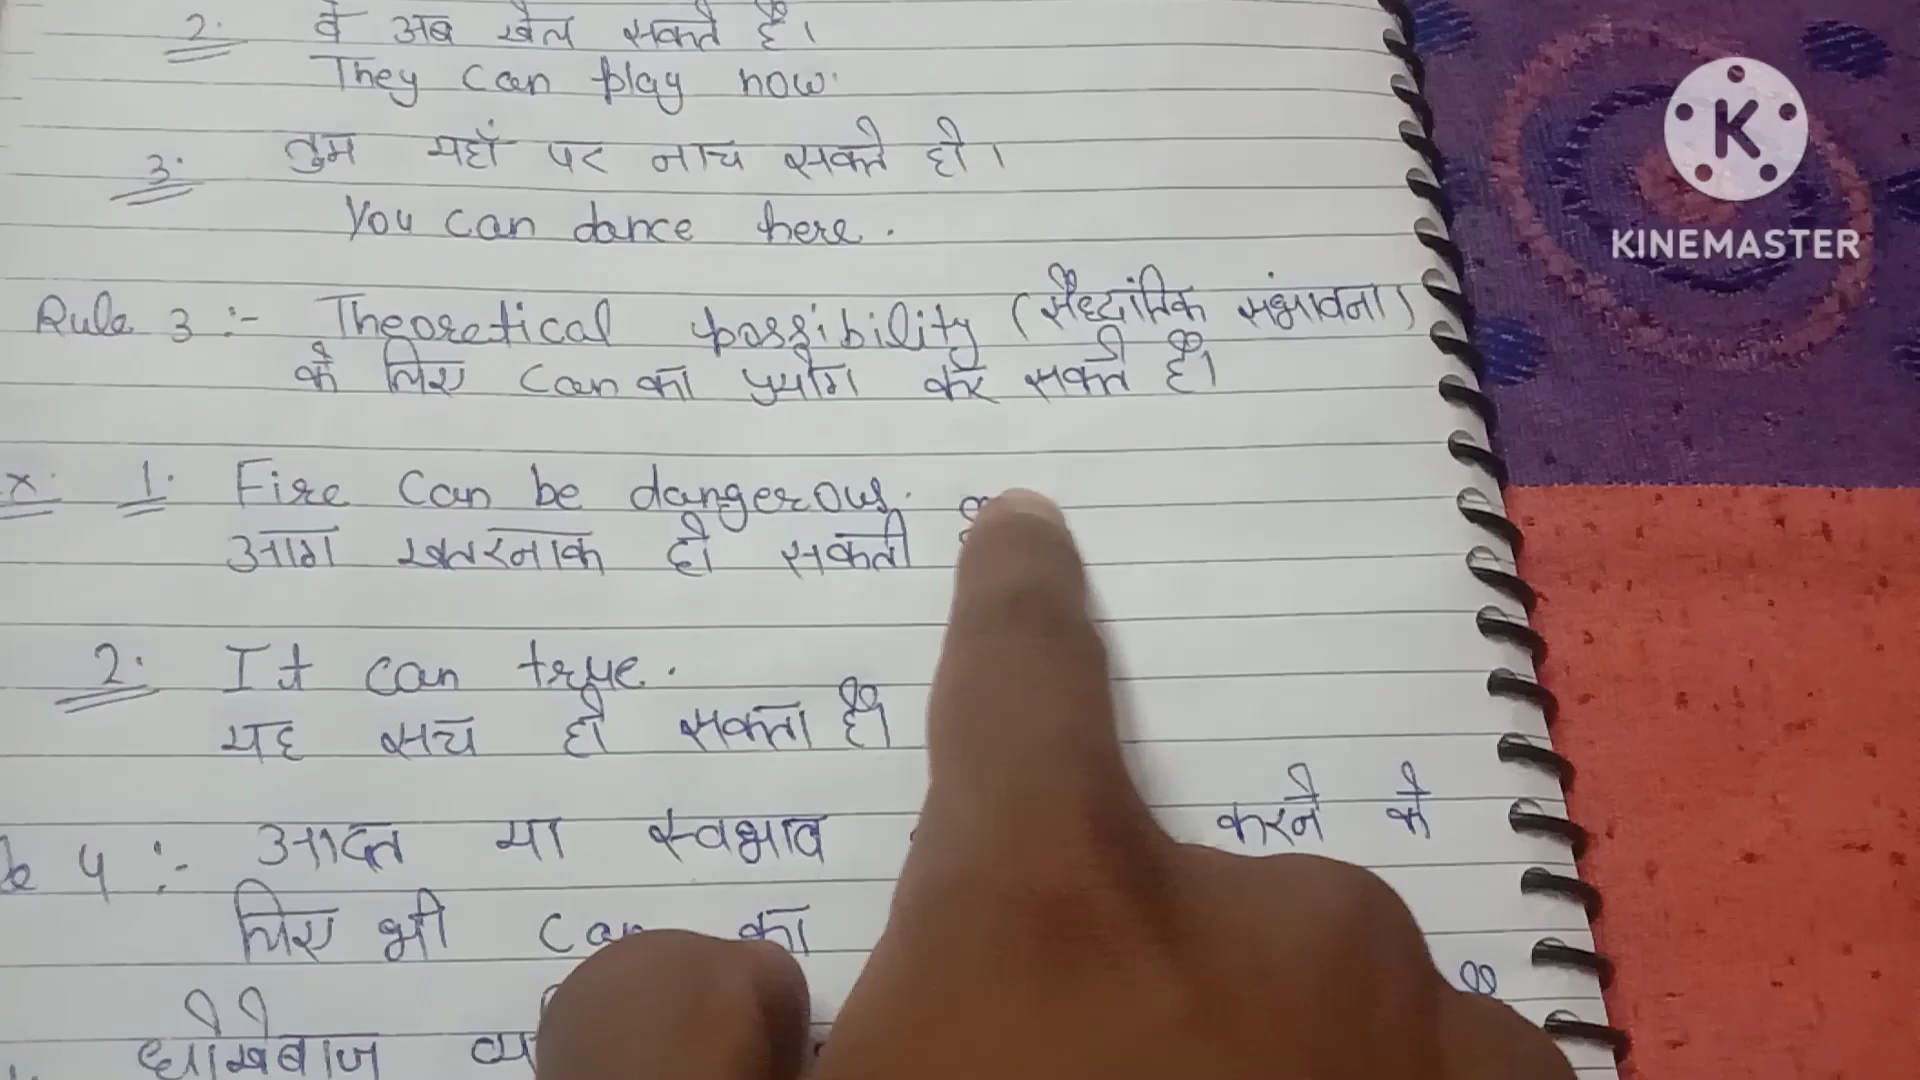 2. वे अब खेल सकते हैं।
They can play now.
3. तुम यहाँ पर नाच सकते हो।
You can dance here.
Rule 3 :- Theoretical possibility (सैध्दांतिक संभावना)
के लिए can का प्रयोग कर सकते हैं।
x. 1. Fire can be dangerous.
आग खतरनाक हो सकती
2. It can true.
यह सच हो सकता है।
4 :- आदत या स्वभाव करने के
लिए भी का
धोखेबाज
KINEMASTER